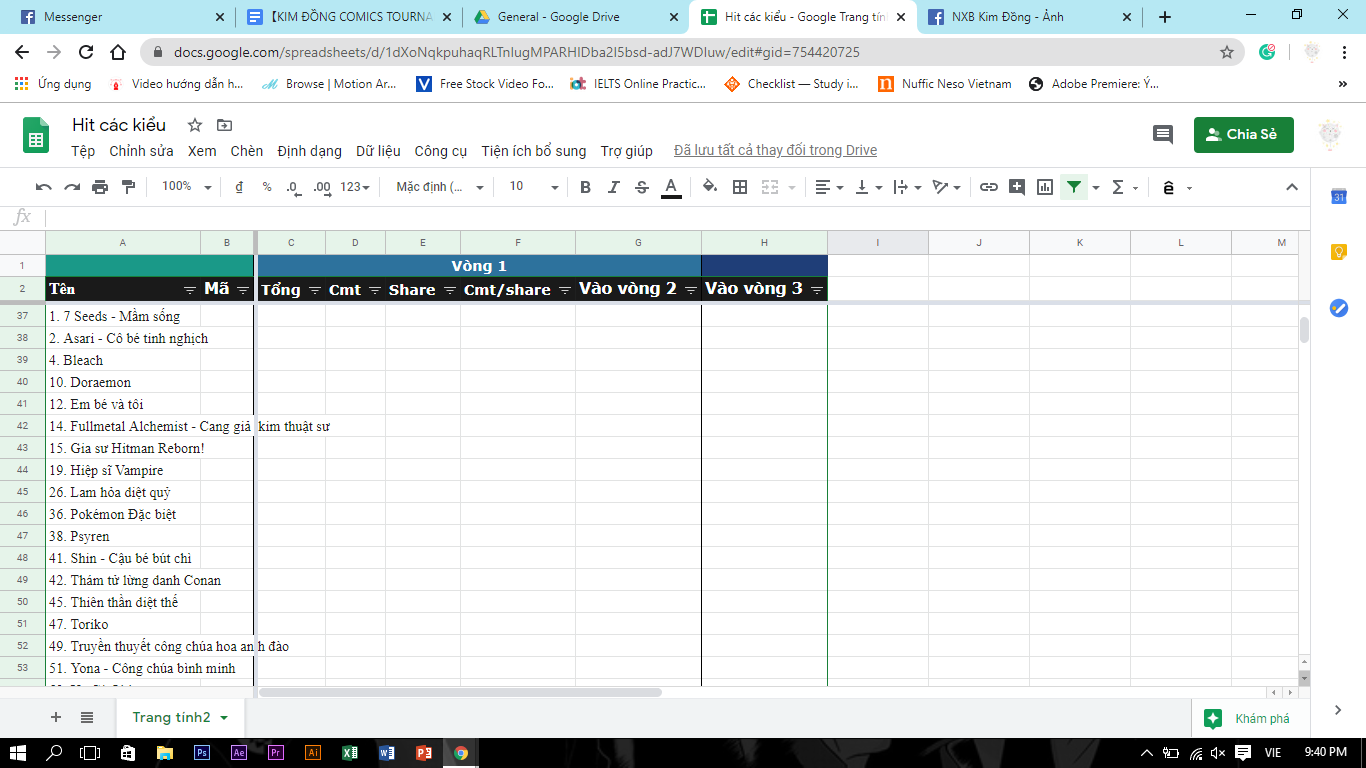 Messenger
【KIM ĐỒNG COMICS TOURNA
General - Google Drive
Hit các kiểu - Google Trang tính
NXB Kim Đồng - Ảnh
docs.google.com/spreadsheets/d/1dXoNqkpuhaqRLTnlugMPARHIDba2I5bsd-adJ7WDluw/edit#gid=754420725
Ứng dụng
Video hướng dẫn h...
Browse | Motion Ar...
Free Stock Video Fo...
IELTS Online Practic...
Checklist — Study i...
Nuffic Neso Vietnam
Adobe Premiere: Ý...
Hit các kiểu
Chia Sẻ
Tệp Chỉnh sửa Xem Chèn Định dạng Dữ liệu Công cụ Tiện ích bổ sung Trợ giúp Đã lưu tất cả thay đổi trong Drive
100% đ % .0 .00 123 Mặc định (... 10 B I S A Σ ê
31
fx
A B C D E F G H I J K L M
1 Vòng 1
2 Tên Mã Tổng Cmt Share Cmt/share Vào vòng 2 Vào vòng 3
37 1. 7 Seeds - Mầm sống
38 2. Asari - Cô bé tinh nghịch
39 4. Bleach
40 10. Doraemon
41 12. Em bé và tôi
42 14. Fullmetal Alchemist - Cang giả kim thuật sư
43 15. Gia sư Hitman Reborn!
44 19. Hiệp sĩ Vampire
45 26. Lam hỏa diệt quỷ
46 36. Pokémon Đặc biệt
47 38. Psyren
48 41. Shin - Cậu bé bút chì
49 42. Thám tử lừng danh Conan
50 45. Thiên thần diệt thế
51 47. Toriko
52 49. Truyền thuyết công chúa hoa anh đào
53 51. Yona - Công chúa bình minh
Trang tính2
Khám phá
Ps Ae Pr Ai
VIE
9:40 PM